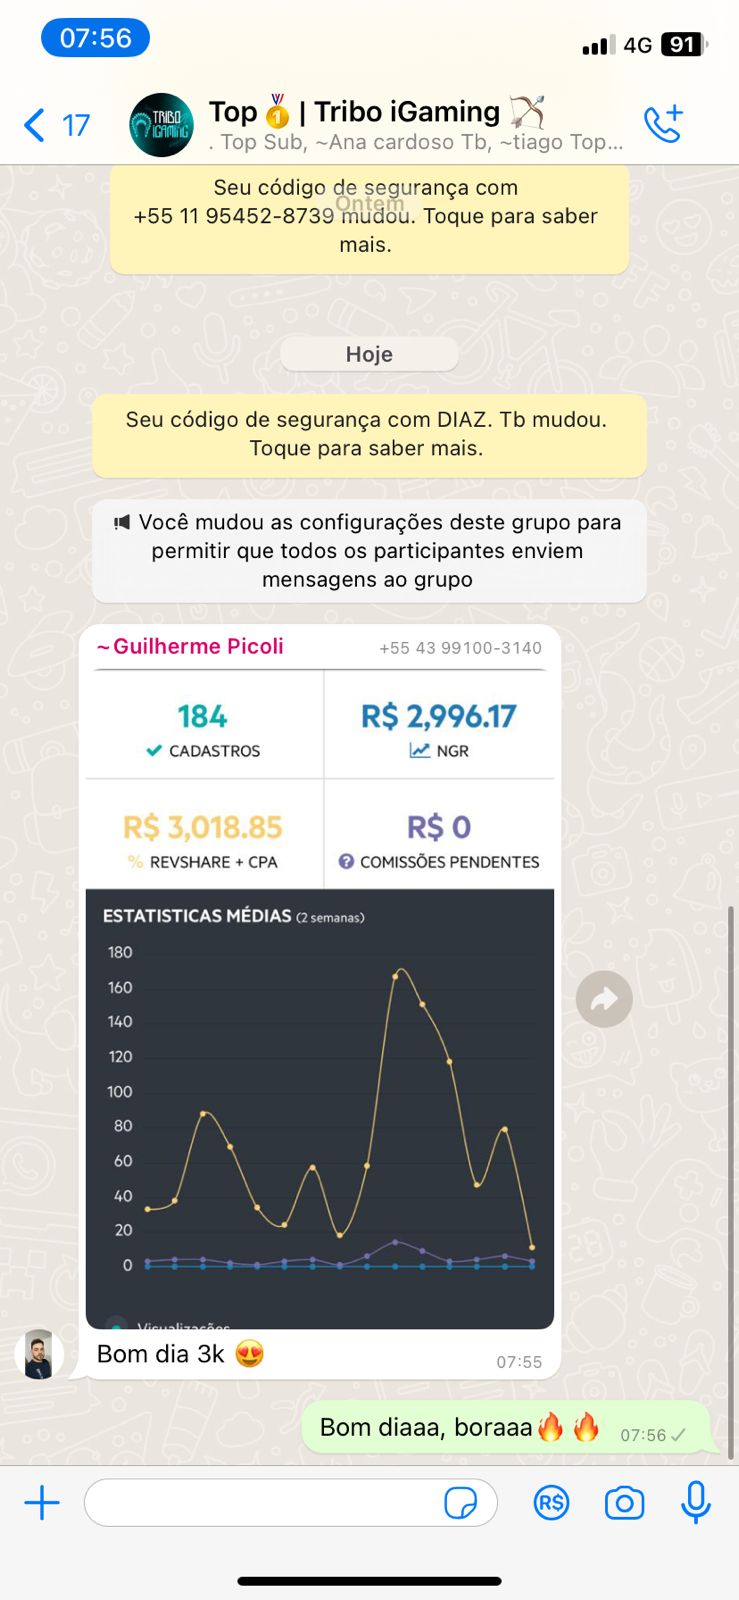 07:56
4G 91
17
Top🏅 | Tribo iGaming 🏹
. Top Sub, ~Ana cardoso Tb, ~tiago Top...
TRIBO
IGAMING
Ontem
Seu código de segurança com
+55 11 95452-8739 mudou. Toque para saber
mais.
Hoje
Seu código de segurança com DIAZ. Tb mudou.
Toque para saber mais.
Você mudou as configurações deste grupo para
permitir que todos os participantes enviem
mensagens ao grupo
~Guilherme Picoli +55 43 99100-3140
184 R$ 2,996.17
CADASTROS NGR
R$ 3,018.85 R$ 0
% REVSHARE + CPA ? COMISSÕES PENDENTES
ESTATISTICAS MÉDIAS (2 semanas)
180
160
140
120
100
80
60
40
20
0
Visualizações
Bom dia 3k 😍
07:55
Bom diaaa, boraaa🔥🔥 07:56
R$